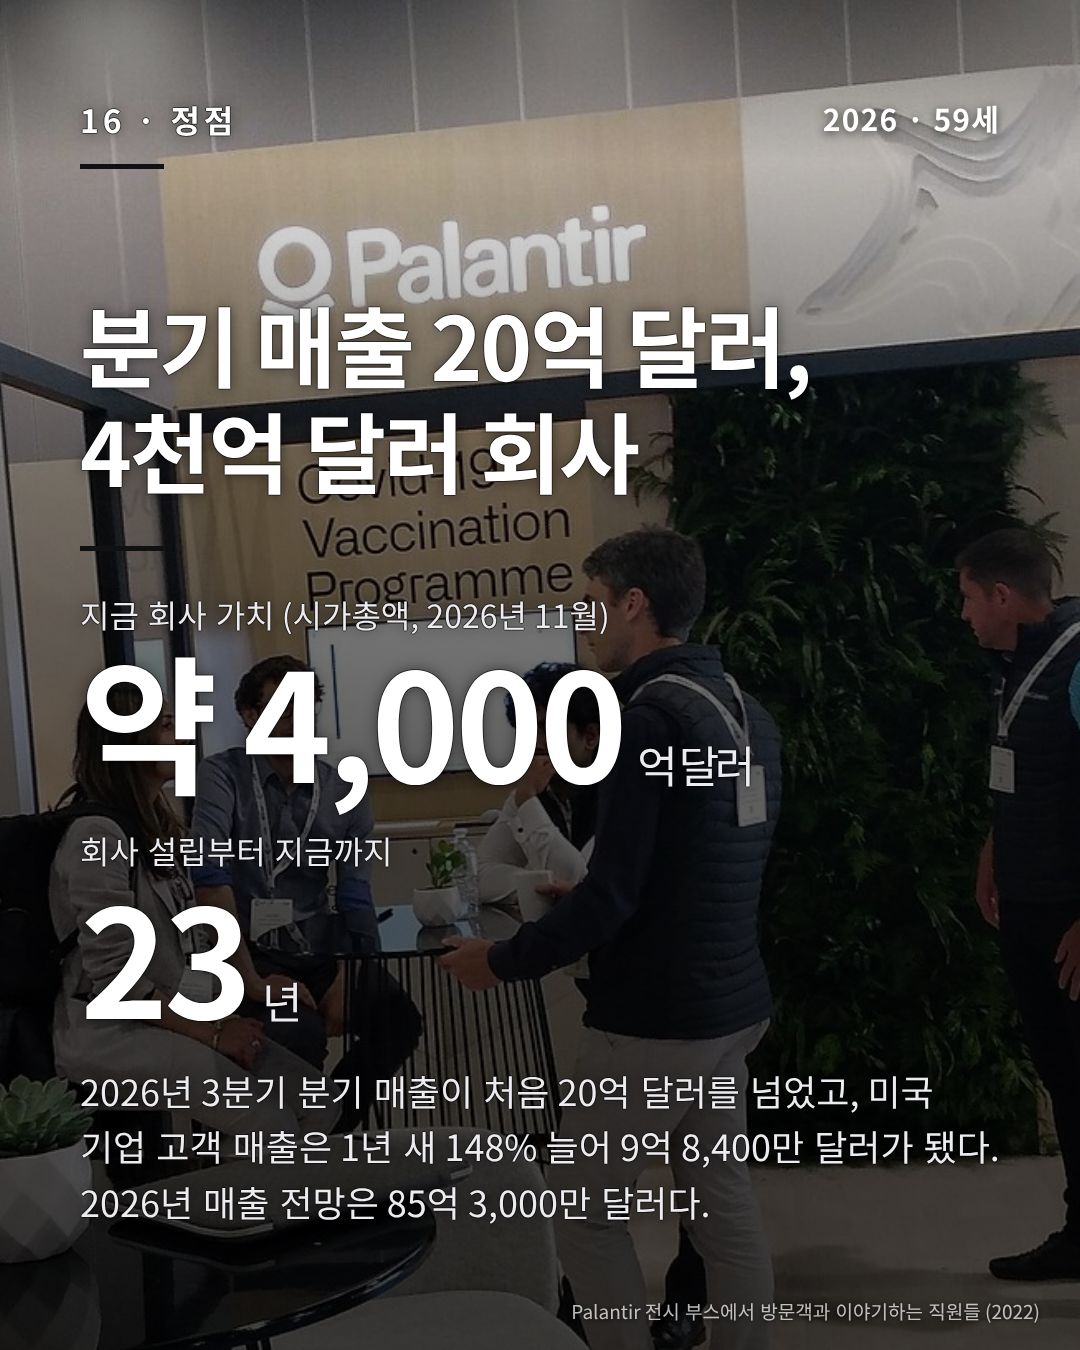 16 · 정점
2026 · 59세
Palantir
분기 매출 20억 달러,
4천억 달러 회사
Covid-19
Vaccination
Programme
지금 회사 가치 (시가총액, 2026년 11월)
약 4,000 억달러
회사 설립부터 지금까지
23 년
2026년 3분기 분기 매출이 처음 20억 달러를 넘었고, 미국
기업 고객 매출은 1년 새 148% 늘어 9억 8,400만 달러가 됐다.
2026년 매출 전망은 85억 3,000만 달러다.
Palantir 전시 부스에서 방문객과 이야기하는 직원들 (2022)